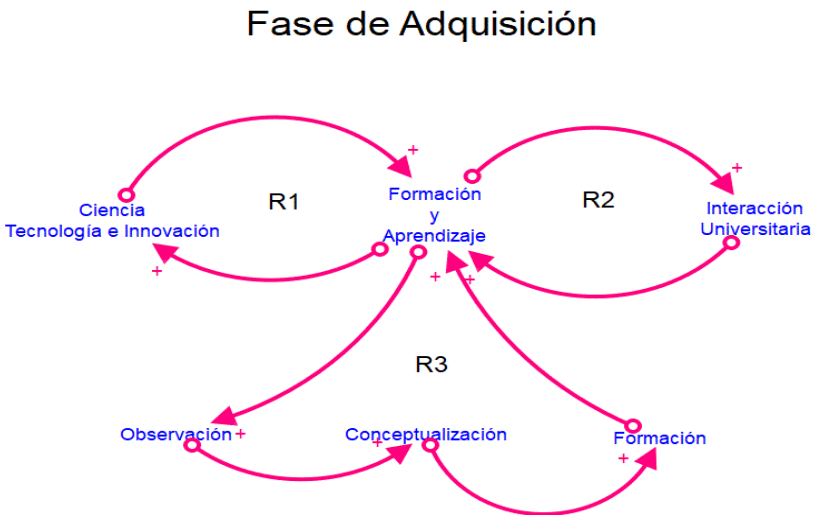 Fase de Adquisición
+
+
R1
R2
Formación
y
Aprendizaje
Ciencia
Tecnología e Innovación
Interacción
Universitaria
+
+
+
R3
Observación
+
Conceptualización
+
Formación
+